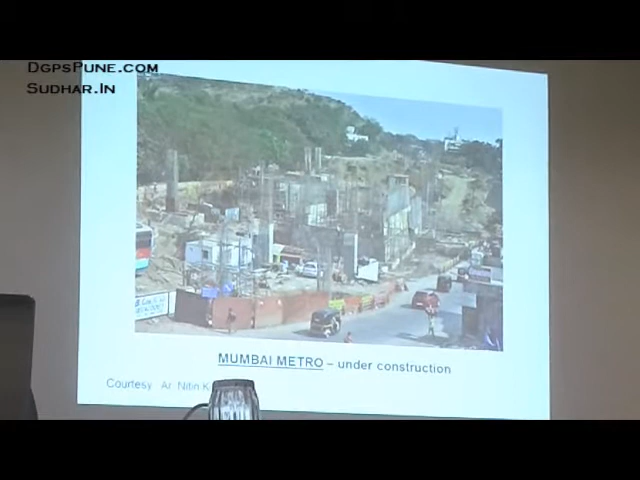 DgpsPune.com
Sudhar.In
MUMBAI METRO – under construction
Courtesy Ar. Nitin